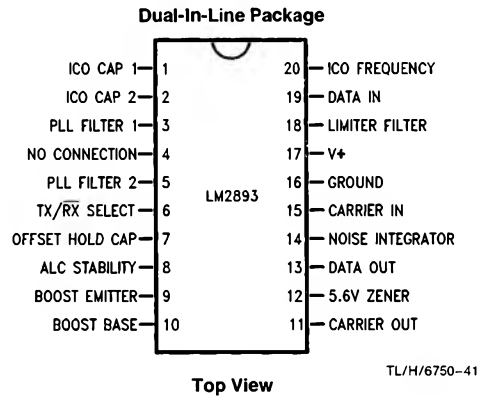 Dual-In-Line Package
ICO CAP 1 1
ICO CAP 2 2
PLL FILTER 1 3
NO CONNECTION 4
PLL FILTER 2 5
TX/RX SELECT 6
OFFSET HOLD CAP 7
ALC STABILITY 8
BOOST EMITTER 9
BOOST BASE 10
LM2893
20 ICO FREQUENCY
19 DATA IN
18 LIMITER FILTER
17 V+
16 GROUND
15 CARRIER IN
14 NOISE INTEGRATOR
13 DATA OUT
12 5.6V ZENER
11 CARRIER OUT
TL/H/6750-41
Top View